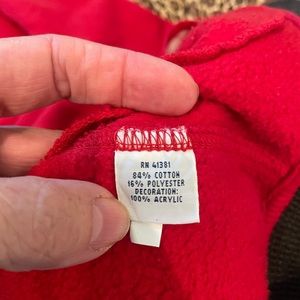 RN 41381
84% COTTON
16% POLYESTER
DECORATION:
100% ACRYLIC